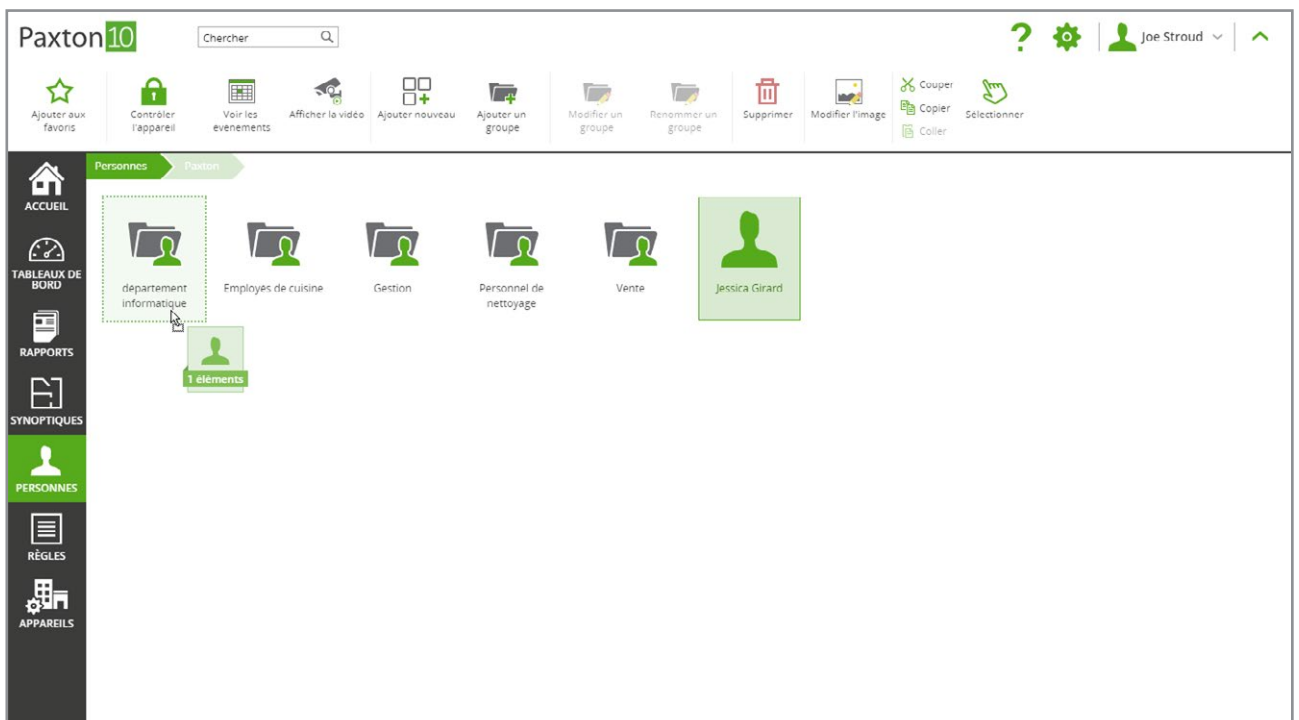 Paxton10
Chercher
Joe Stroud
Ajouter aux
favoris
Contrôler
l'appareil
Voir les
evenements
Afficher la vidéo
Ajouter nouveau
Ajouter un
groupe
Modifier un
groupe
Renommer un
groupe
Supprimer
Modifier l'image
Couper
Copier
Coller
Sélectionner
Personnes
Paxton
ACCUEIL
TABLEAUX DE
BORD
RAPPORTS
SYNOPTIQUES
PERSONNES
RÈGLES
APPAREILS
departement
informatique
Employés de cuisine
Gestion
Personnel de
nettoyage
Vente
Jessica Girard
1 éléments